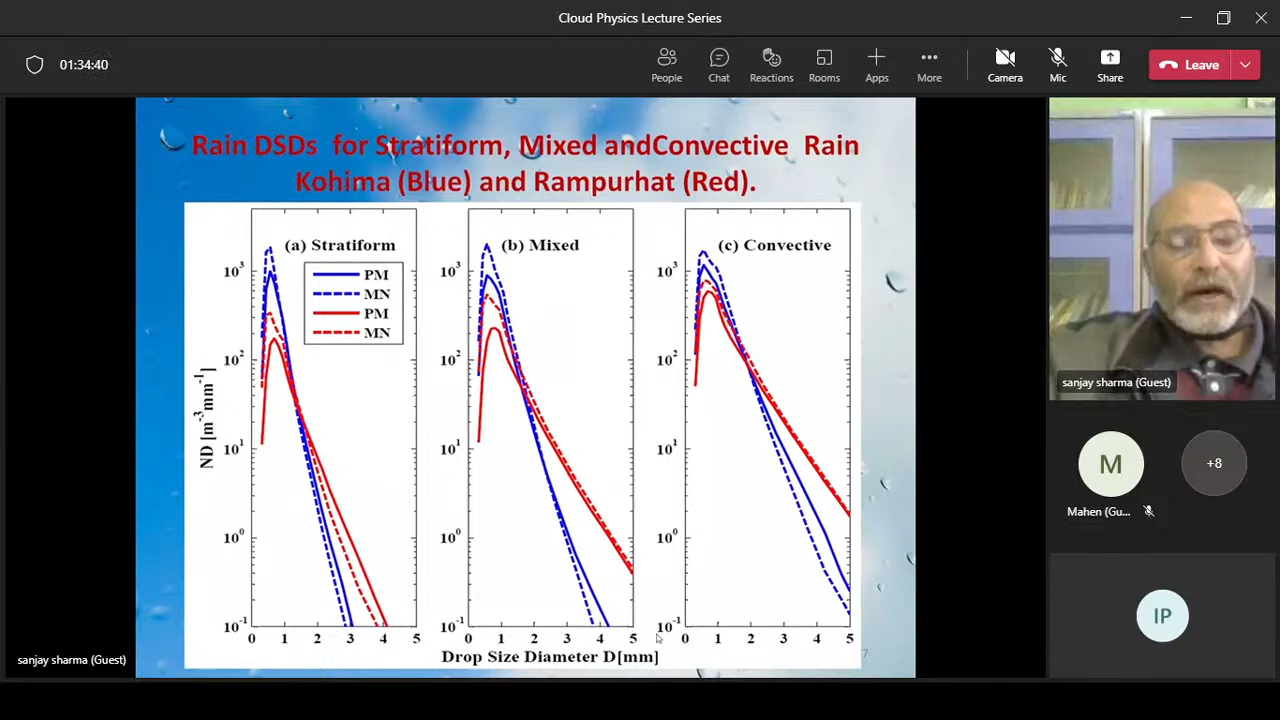 Cloud Physics Lecture Series
01:34:40
People
Chat
Reactions
Rooms
Apps
More
Camera
Mic
Share
Leave
Rain DSDs for Stratiform, Mixed andConvective Rain
Kohima (Blue) and Rampurhat (Red).
(a) Stratiform
PM
MN
PM
MN
(b) Mixed
(c) Convective
10³
10²
10¹
10⁰
10⁻¹
10³
10²
10¹
10⁰
10⁻¹
10³
10²
10¹
10⁰
10⁻¹
ND [m⁻³mm⁻¹]
0 1 2 3 4 5
0 1 2 3 4 5
0 1 2 3 4 5
Drop Size Diameter D[mm]
7
sanjay sharma (Guest)
sanjay sharma (Guest)
M
+8
Mahen (Gu...
IP